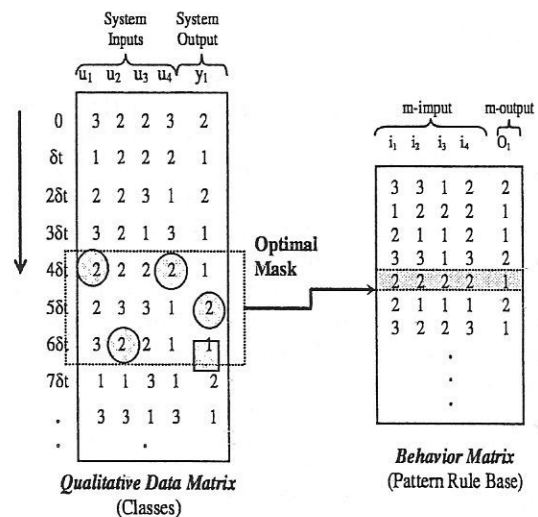 System Inputs
System Output
u1 u2 u3 u4 y1
0 3 2 2 3 2
δt 1 2 2 2 1
2δt 2 2 3 1 2
3δt 3 2 1 3 1
4δt 2 2 2 2 1
5δt 2 3 3 1 2
6δt 3 2 2 1 1
7δt 1 1 3 1 2
. 3 3 1 3 1
. .
Qualitative Data Matrix
(Classes)
Optimal
Mask
m-imput m-output
i1 i2 i3 i4 O1
3 3 1 2 2
1 2 2 2 1
2 1 1 2 1
3 3 1 3 2
2 2 2 2 1
2 1 1 1 2
3 2 2 3 1
.
.
.
Behavior Matrix
(Pattern Rule Base)